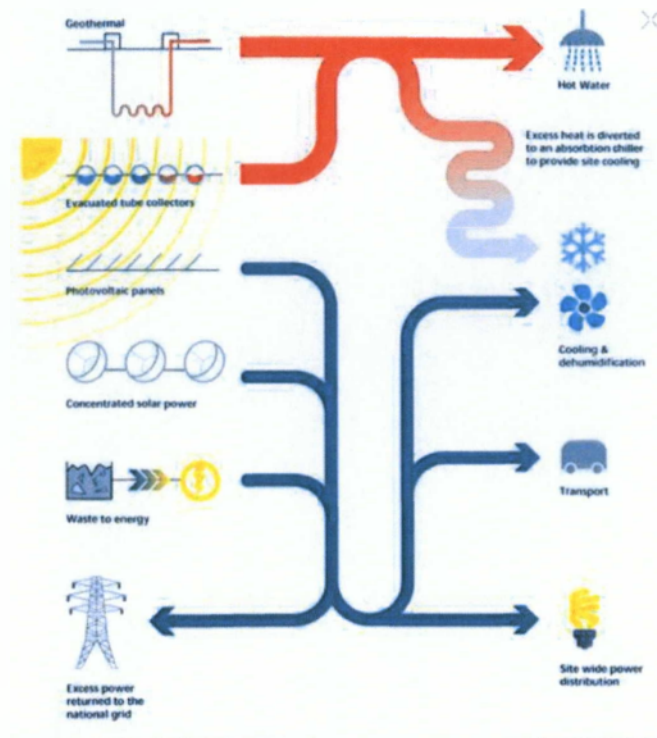 Geothermal
Hot Water
Excess heat is diverted
to an absorbtion chiller
to provide site cooling
Evacuated tube collectors
Photovoltaic panels
Cooling &
dehumidification
Concentrated solar power
Transport
Waste to energy
Site wide power
distribution
Excess power
returned to the
national grid